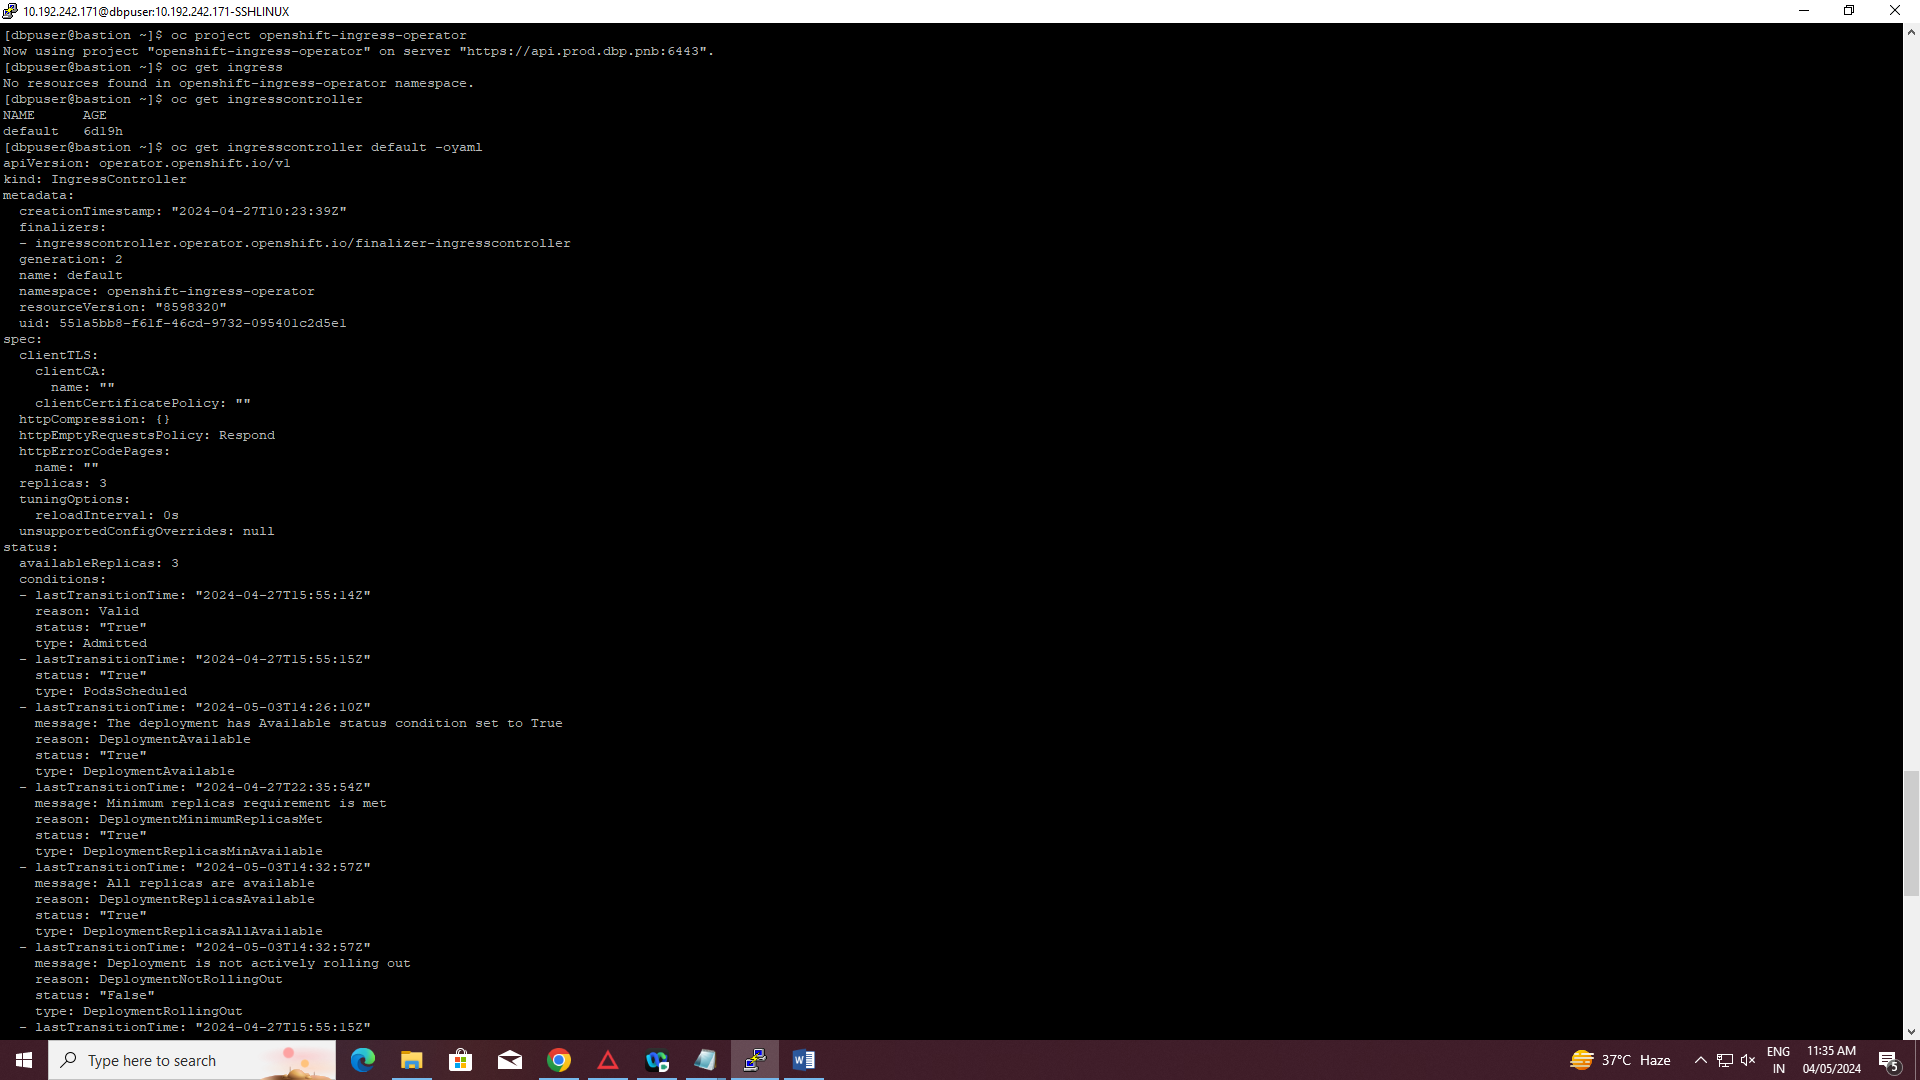 10.192.242.171@dbpuser:10.192.242.171-SSHLINUX
[dbpuser@bastion ~]$ oc project openshift-ingress-operator
Now using project "openshift-ingress-operator" on server "https://api.prod.dbp.pnb:6443".
[dbpuser@bastion ~]$ oc get ingress
No resources found in openshift-ingress-operator namespace.
[dbpuser@bastion ~]$ oc get ingresscontroller
NAME      AGE
default   6d19h
[dbpuser@bastion ~]$ oc get ingresscontroller default -oyaml
apiVersion: operator.openshift.io/v1
kind: IngressController
metadata:
  creationTimestamp: "2024-04-27T10:23:39Z"
  finalizers:
  - ingresscontroller.operator.openshift.io/finalizer-ingresscontroller
  generation: 2
  name: default
  namespace: openshift-ingress-operator
  resourceVersion: "8598320"
  uid: 551a5bb8-f61f-46cd-9732-095401c2d5e1
spec:
  clientTLS:
    clientCA:
      name: ""
    clientCertificatePolicy: ""
  httpCompression: {}
  httpEmptyRequestsPolicy: Respond
  httpErrorCodePages:
    name: ""
  replicas: 3
  tuningOptions:
    reloadInterval: 0s
  unsupportedConfigOverrides: null
status:
  availableReplicas: 3
  conditions:
  - lastTransitionTime: "2024-04-27T15:55:14Z"
    reason: Valid
    status: "True"
    type: Admitted
  - lastTransitionTime: "2024-04-27T15:55:15Z"
    status: "True"
    type: PodsScheduled
  - lastTransitionTime: "2024-05-03T14:26:10Z"
    message: The deployment has Available status condition set to True
    reason: DeploymentAvailable
    status: "True"
    type: DeploymentAvailable
  - lastTransitionTime: "2024-04-27T22:35:54Z"
    message: Minimum replicas requirement is met
    reason: DeploymentMinimumReplicasMet
    status: "True"
    type: DeploymentReplicasMinAvailable
  - lastTransitionTime: "2024-05-03T14:32:57Z"
    message: All replicas are available
    reason: DeploymentReplicasAvailable
    status: "True"
    type: DeploymentReplicasAllAvailable
  - lastTransitionTime: "2024-05-03T14:32:57Z"
    message: Deployment is not actively rolling out
    reason: DeploymentNotRollingOut
    status: "False"
    type: DeploymentRollingOut
  - lastTransitionTime: "2024-04-27T15:55:15Z"
Type here to search
37°C Haze
ENG
IN
11:35 AM
04/05/2024
5